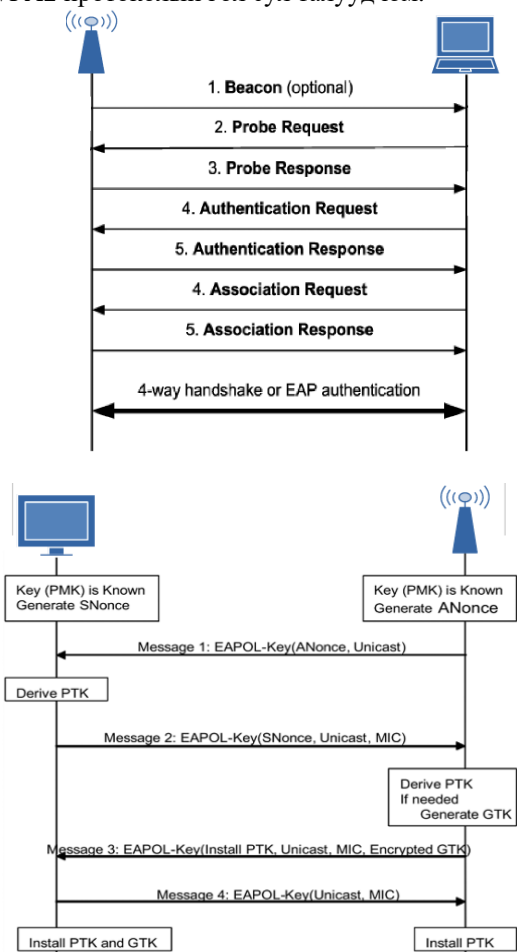 1. Beacon (optional)
2. Probe Request
3. Probe Response
4. Authentication Request
5. Authentication Response
4. Association Request
5. Association Response
4-way handshake or EAP authentication
Key (PMK) is Known
Generate SNonce
Key (PMK) is Known
Generate ANonce
Message 1: EAPOL-Key(ANonce, Unicast)
Derive PTK
Message 2: EAPOL-Key(SNonce, Unicast, MIC)
Derive PTK
If needed
Generate GTK
Message 3: EAPOL-Key(Install PTK, Unicast, MIC, Encrypted GTK)
Message 4: EAPOL-Key(Unicast, MIC)
Install PTK and GTK
Install PTK